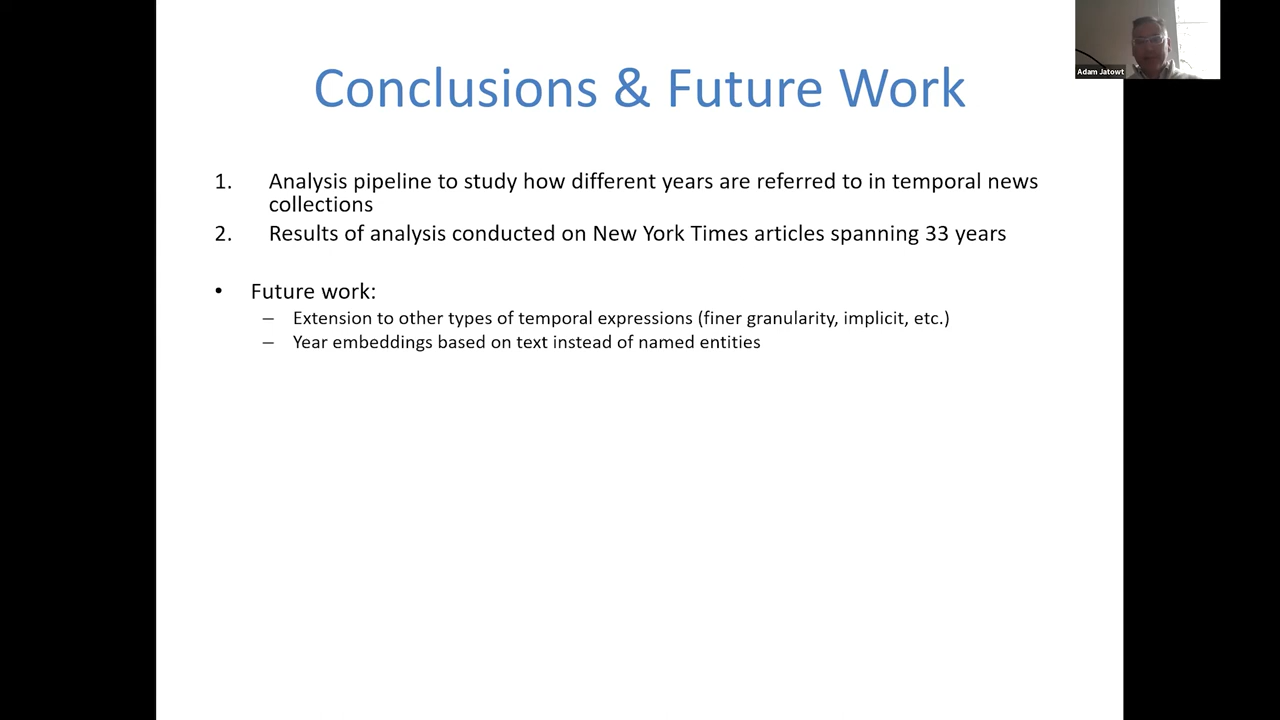 Adam Jatowt
Conclusions & Future Work
1. Analysis pipeline to study how different years are referred to in temporal news
collections
2. Results of analysis conducted on New York Times articles spanning 33 years
• Future work:
– Extension to other types of temporal expressions (finer granularity, implicit, etc.)
– Year embeddings based on text instead of named entities